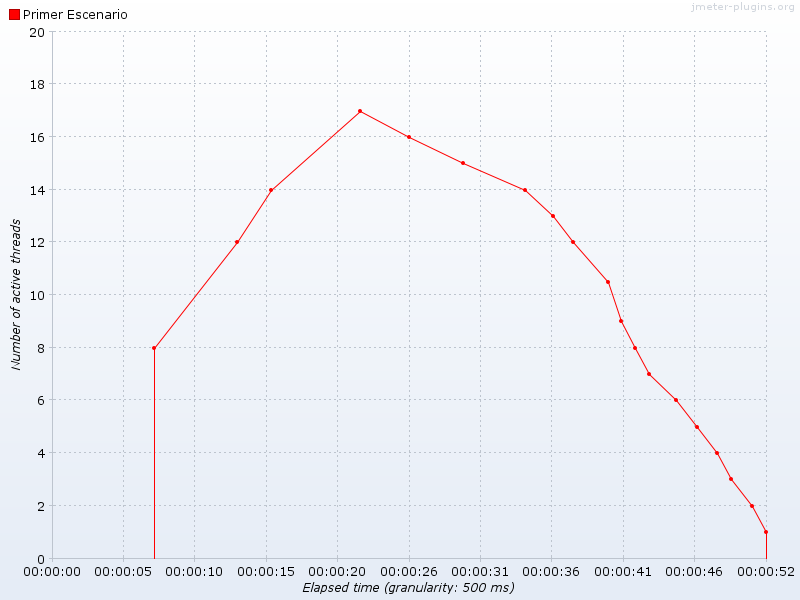 jmeter-plugins.org
Primer Escenario
20
18
16
14
12
10
8
6
4
2
0
Number of active threads
00:00:00 00:00:05 00:00:10 00:00:15 00:00:20 00:00:26 00:00:31 00:00:36 00:00:41 00:00:46 00:00:52
Elapsed time (granularity: 500 ms)